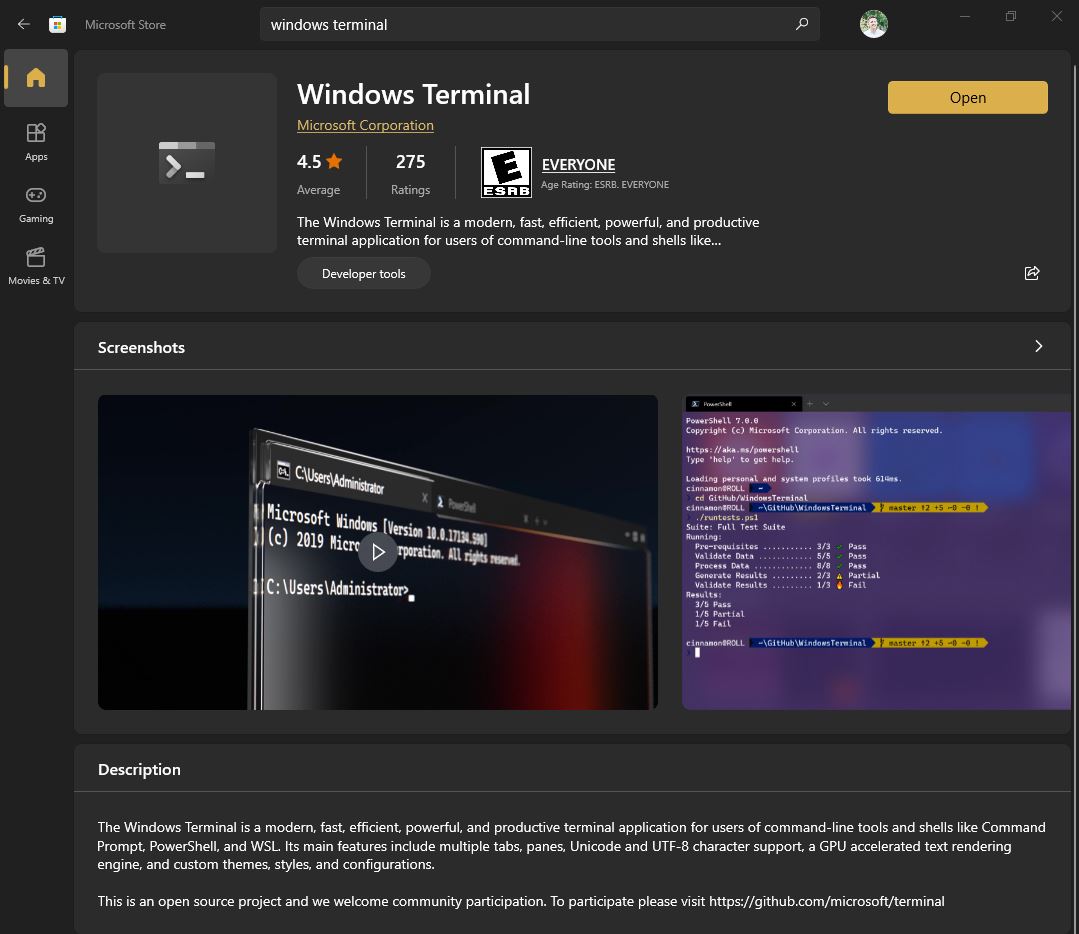 Microsoft Store
windows terminal
Apps
Gaming
Movies & TV
Windows Terminal
Microsoft Corporation
Open
4.5
Average
275
Ratings
E
ESRB
EVERYONE
Age Rating: ESRB. EVERYONE
The Windows Terminal is a modern, fast, efficient, powerful, and productive
terminal application for users of command-line tools and shells like...
Developer tools
Screenshots
C:\Users\Administrator
PowerShell
Microsoft Windows [Version 10.0.17134.590]
(c) 2019 Micro rporation. All rights reserved.
C:\Users\Administrator>
PowerShell
PowerShell 7.0.0
Copyright (c) Microsoft Corporation. All rights reserved.
https://aka.ms/powershell
Type 'help' to get help.
Loading personal and system profiles took 614ms.
cinnamon@ROLL ~
cd GitHub/WindowsTerminal
cinnamon@ROLL ~\GitHub\WindowsTerminal master
./runtests.ps1
Suite: Full Test Suite
Running:
Pre-requisites ........... 3/3 Pass
Validate Data ............ 5/5 Pass
Process Data ............. 8/8 Pass
Generate Results ......... 2/3 Partial
Validate Results ......... 1/3 Fail
Results:
3/5 Pass
1/5 Partial
1/5 Fail
cinnamon@ROLL ~\GitHub\WindowsTerminal master
Description
The Windows Terminal is a modern, fast, efficient, powerful, and productive terminal application for users of command-line tools and shells like Command
Prompt, PowerShell, and WSL. Its main features include multiple tabs, panes, Unicode and UTF-8 character support, a GPU accelerated text rendering
engine, and custom themes, styles, and configurations.
This is an open source project and we welcome community participation. To participate please visit https://github.com/microsoft/terminal